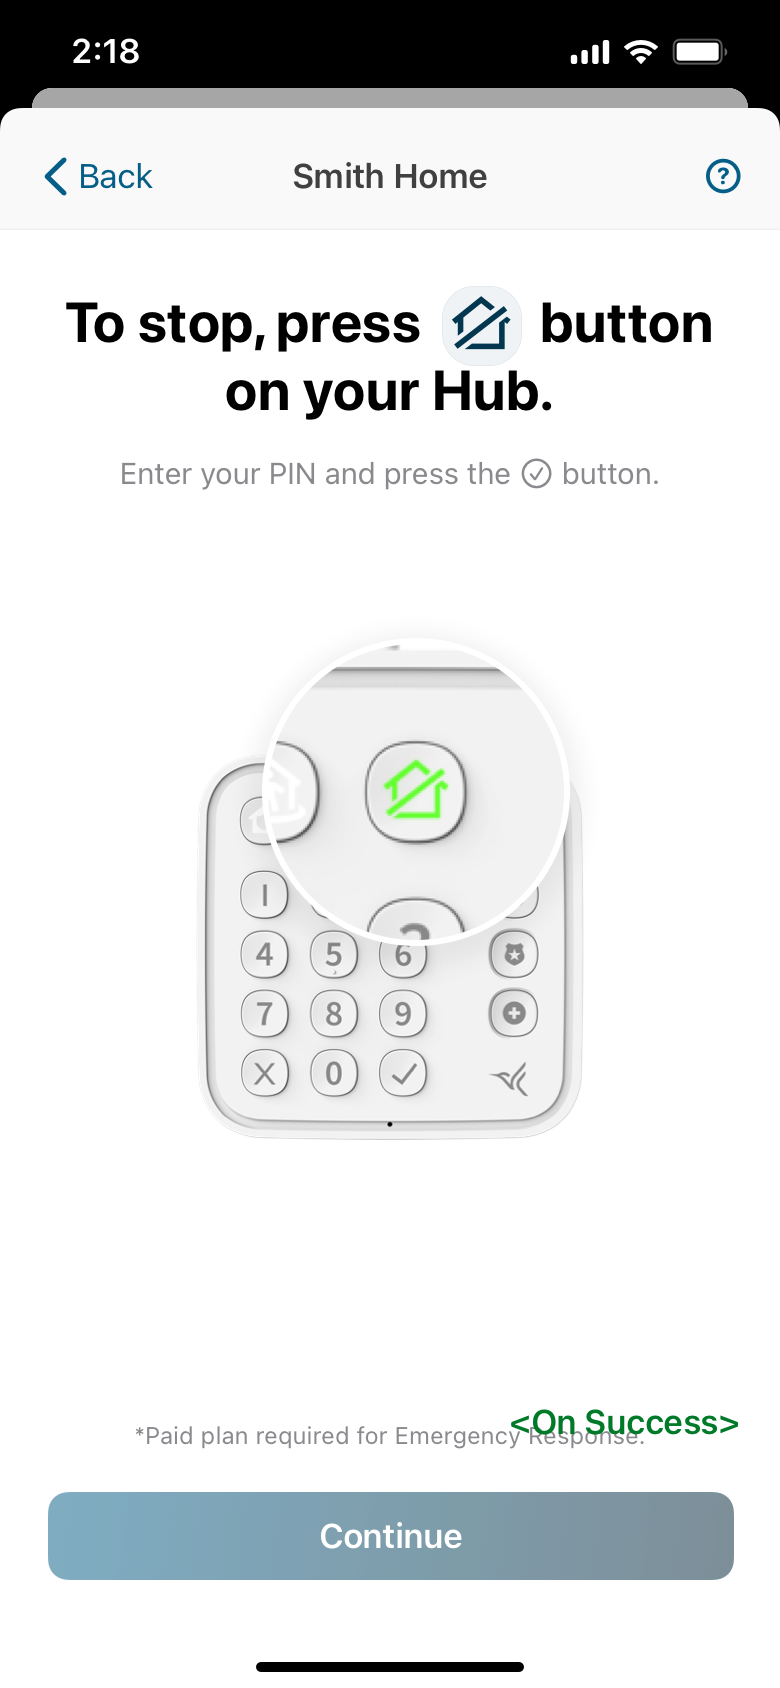 2:18
Back
Smith Home
?
To stop, press button
on your Hub.
Enter your PIN and press the button.
1
4 5 6
7 8 9
X 0
<On Success>
*Paid plan required for Emergency Response.
Continue